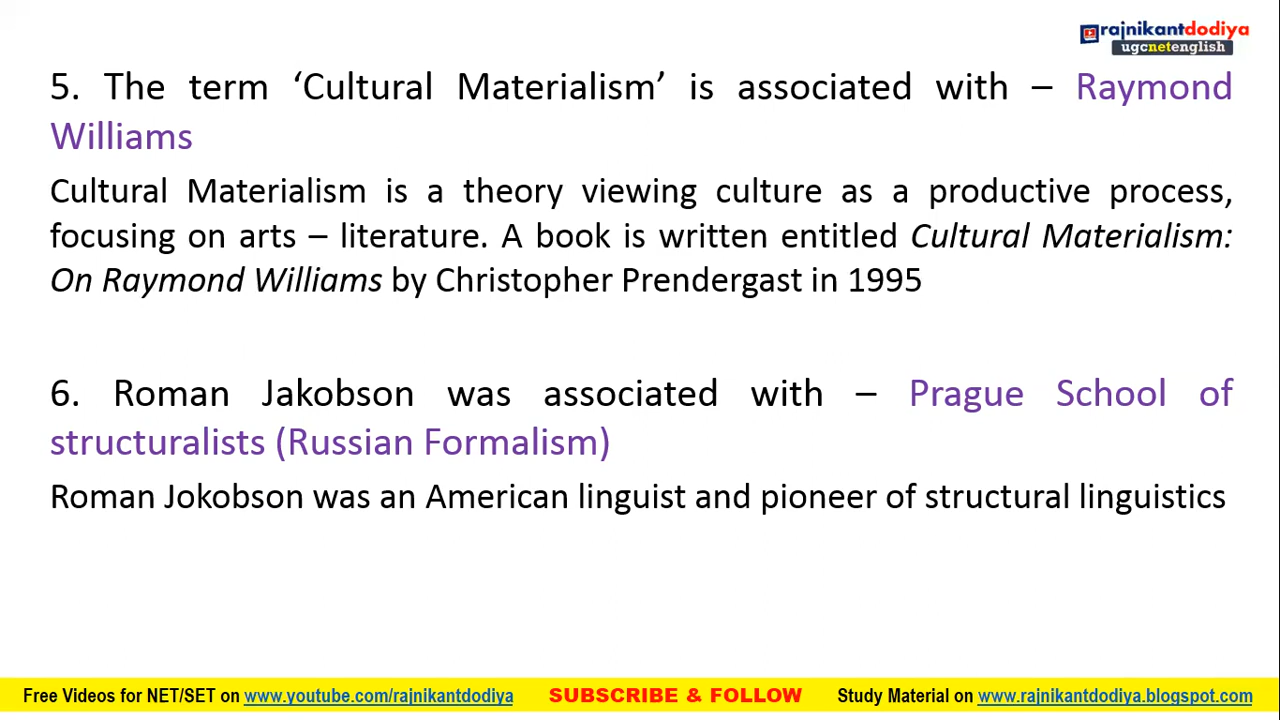 rajnikantdodiya
ugcnetenglish
5. The term ‘Cultural Materialism’ is associated with – Raymond
Williams
Cultural Materialism is a theory viewing culture as a productive process,
focusing on arts – literature. A book is written entitled Cultural Materialism:
On Raymond Williams by Christopher Prendergast in 1995
6. Roman Jakobson was associated with – Prague School of
structuralists (Russian Formalism)
Roman Jokobson was an American linguist and pioneer of structural linguistics
Free Videos for NET/SET on www.youtube.com/rajnikantdodiya SUBSCRIBE & FOLLOW Study Material on www.rajnikantdodiya.blogspot.com